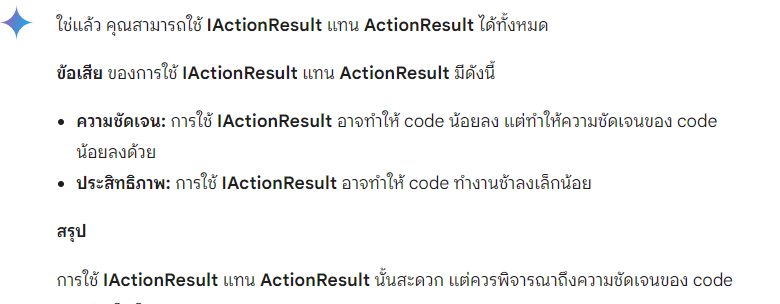 ใช่แล้ว คุณสามารถใช้ IActionResult แทน ActionResult ได้ทั้งหมด
ข้อเสีย ของการใช้ IActionResult แทน ActionResult มีดังนี้
• ความชัดเจน: การใช้ IActionResult อาจทำให้ code น้อยลง แต่ทำให้ความชัดเจนของ code
น้อยลงด้วย
• ประสิทธิภาพ: การใช้ IActionResult อาจทำให้ code ทำงานช้าลงเล็กน้อย
สรุป
การใช้ IActionResult แทน ActionResult นั้นสะดวก แต่ควรพิจารณาถึงความชัดเจนของ code